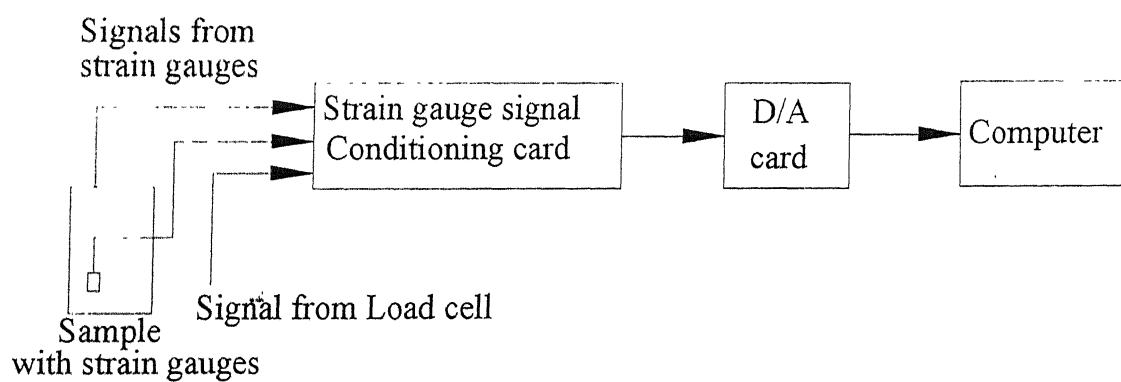 Signals from
strain gauges
Strain gauge signal
Conditioning card
D/A
card
Computer
Signal from Load cell
Sample
with strain gauges